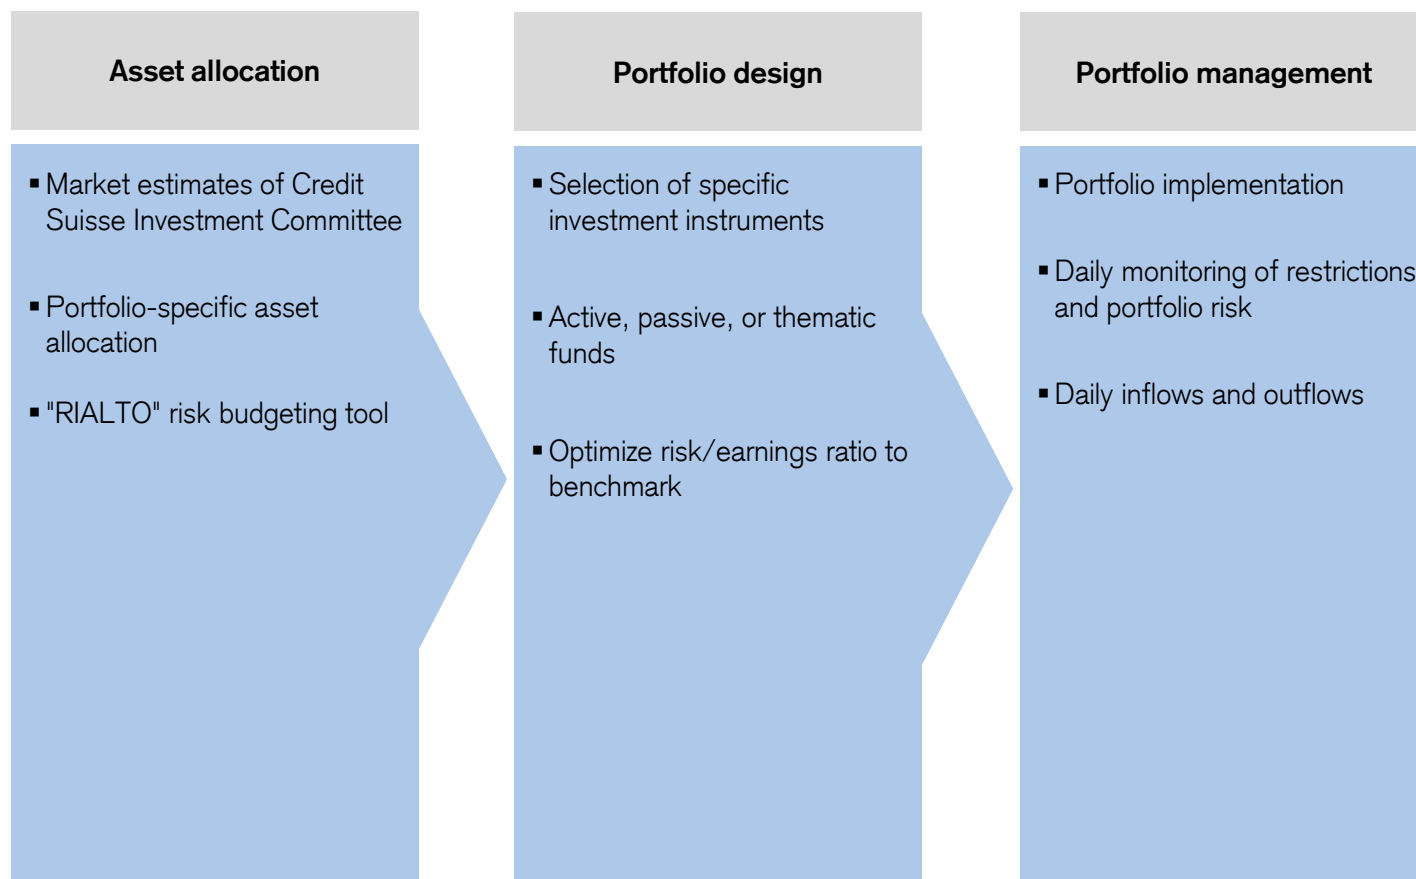 Asset allocation
▪ Market estimates of Credit
Suisse Investment Committee
▪ Portfolio-specific asset
allocation
▪ "RIALTO" risk budgeting tool
Portfolio design
▪ Selection of specific
investment instruments
▪ Active, passive, or thematic
funds
▪ Optimize risk/earnings ratio to
benchmark
Portfolio management
▪ Portfolio implementation
▪ Daily monitoring of restrictions
and portfolio risk
▪ Daily inflows and outflows